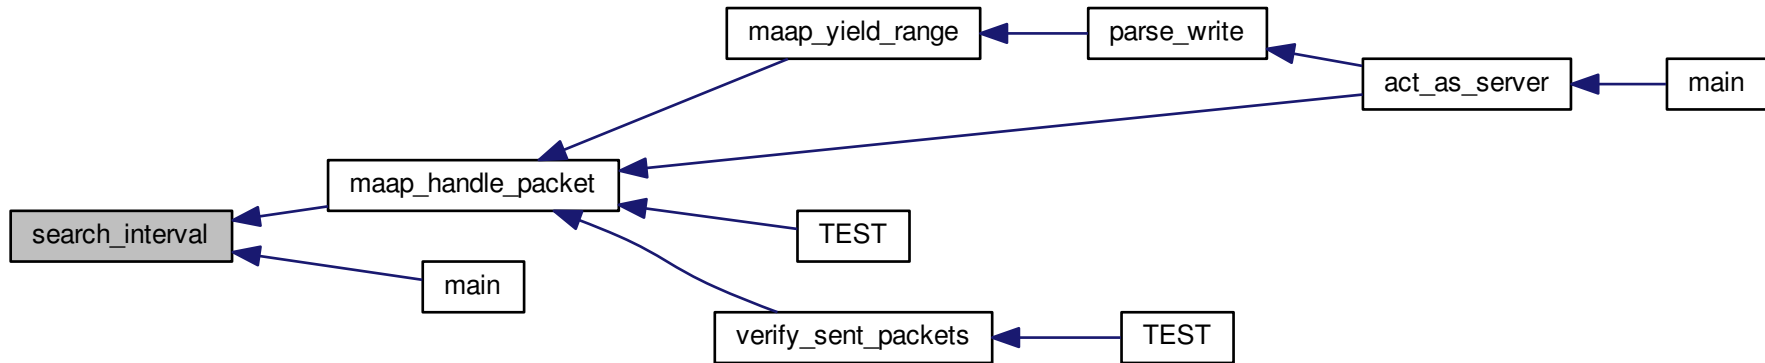 maap_yield_range
parse_write
act_as_server
main
maap_handle_packet
search_interval
TEST
main
verify_sent_packets
TEST